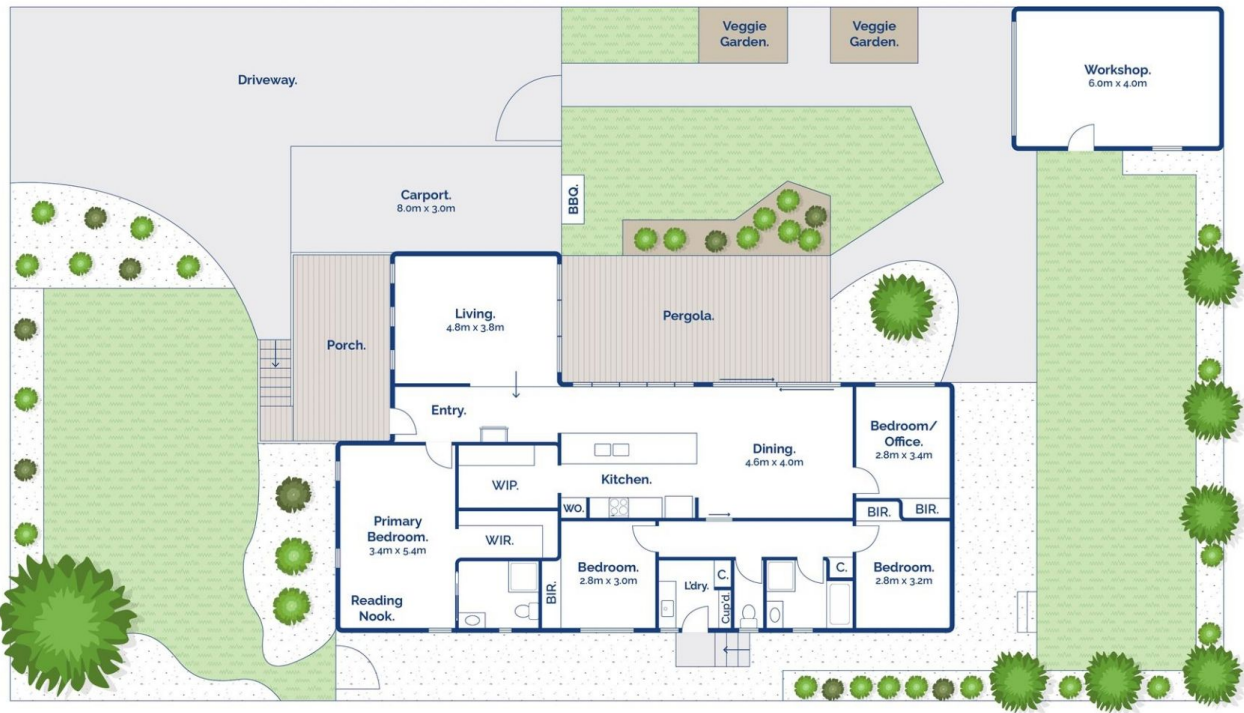 Veggie
Garden.
Veggie
Garden.
Workshop.
6.0m x 4.0m
Driveway.
Carport.
8.0m x 3.0m
BBQ.
Living.
4.8m x 3.8m
Pergola.
Porch.
Entry.
Bedroom/
Office.
2.8m x 3.4m
Dining.
4.6m x 4.0m
Kitchen.
WIP.
WO.
BIR.
BIR.
Primary
Bedroom.
3.4m x 5.4m
WIR.
Bedroom.
2.8m x 3.0m
BIR.
L'dry.
C.
Cup'd.
C.
Bedroom.
2.8m x 3.2m
Reading
Nook.